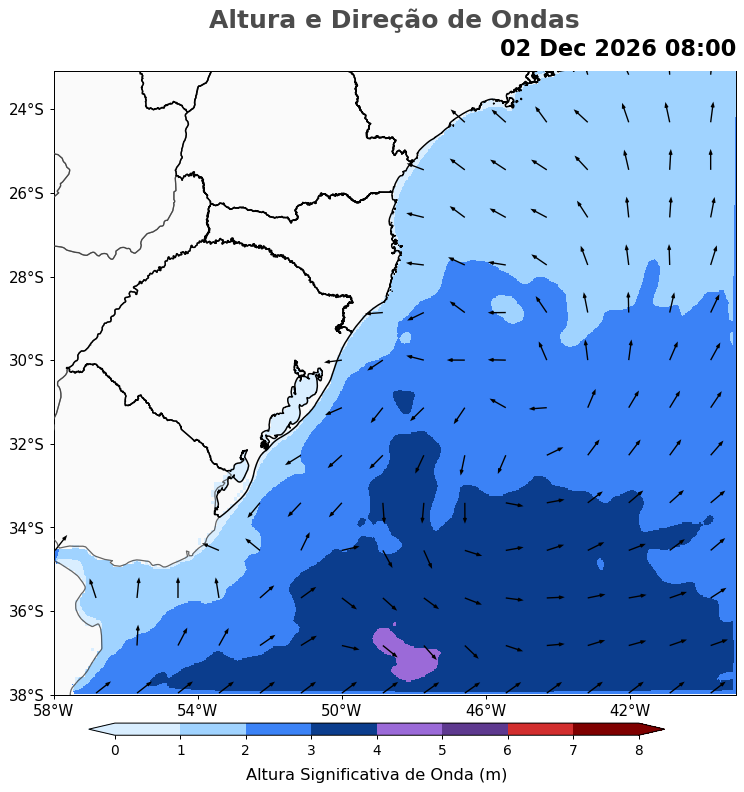 Altura e Direção de Ondas
02 Dec 2026 08:00
24°S
26°S
28°S
30°S
32°S
34°S
36°S
38°S
58°W 54°W 50°W 46°W 42°W
0 1 2 3 4 5 6 7 8
Altura Significativa de Onda (m)